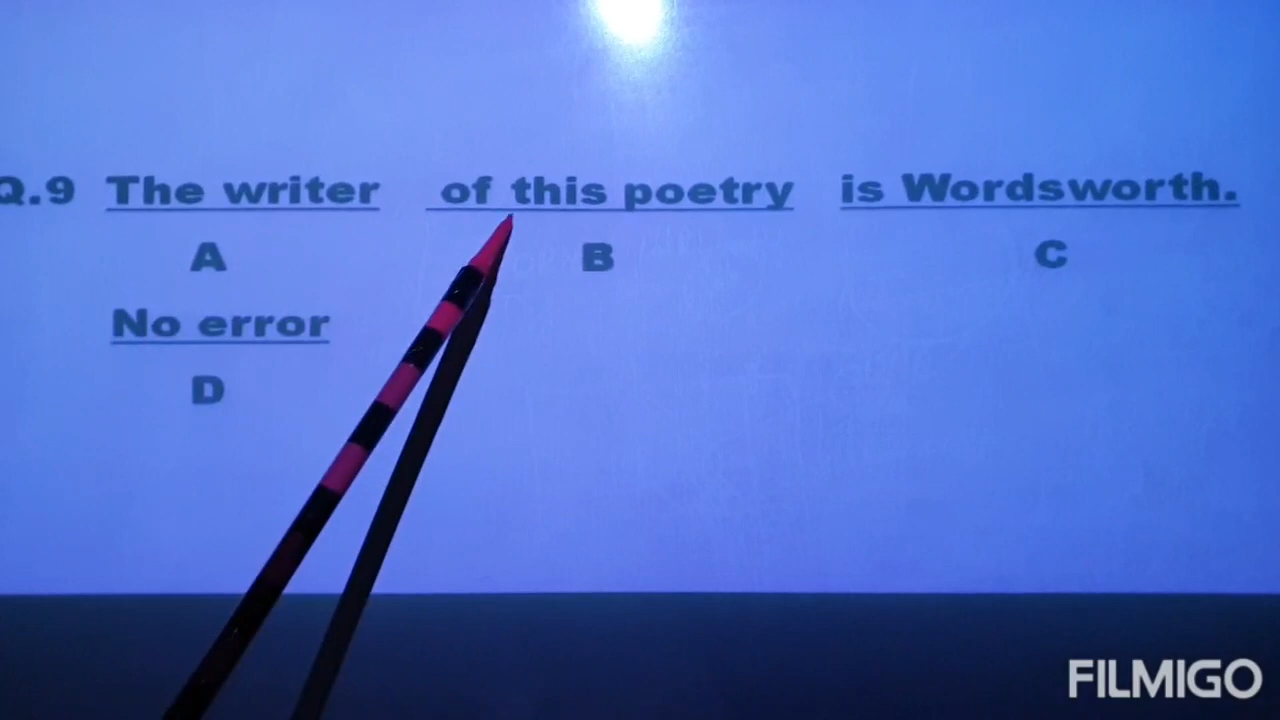 Q.9 The writer of this poetry is Wordsworth.
A B C
No error
D
FILMIGO